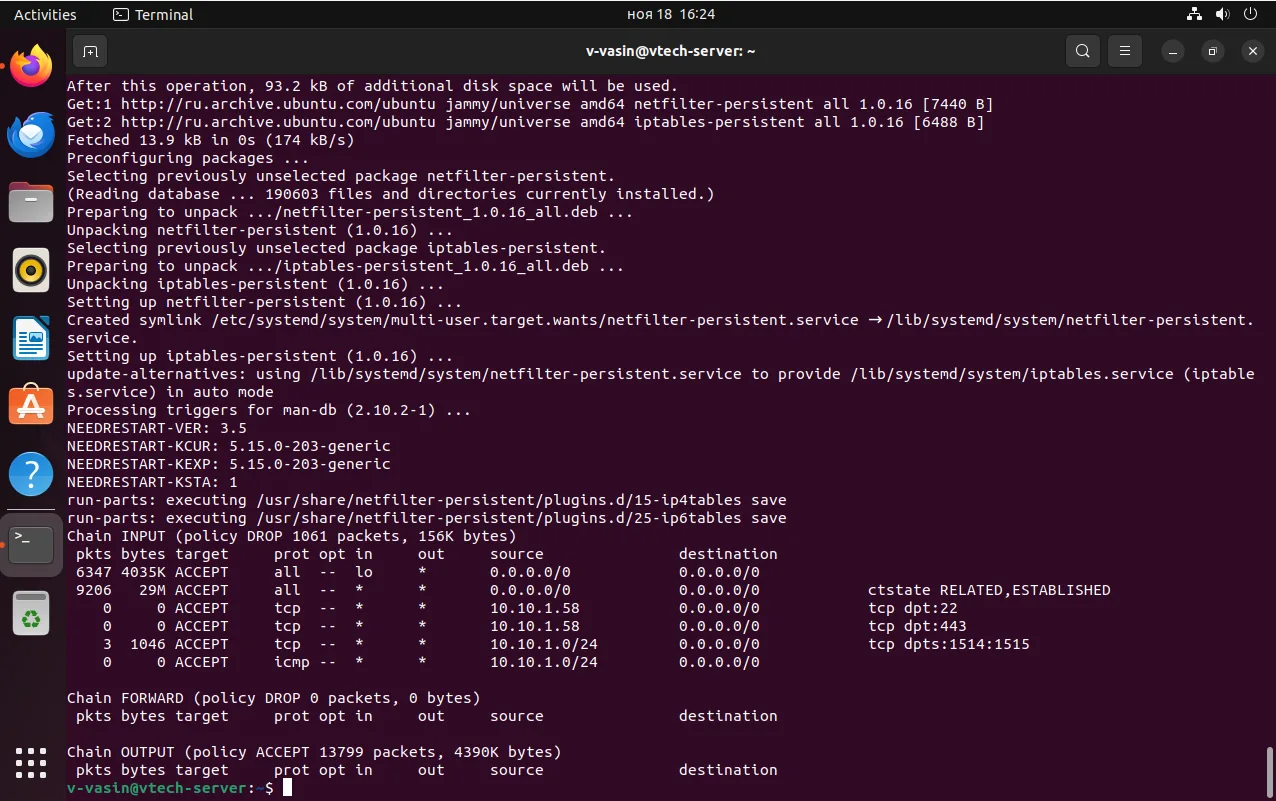 Activities
Terminal
ноя 18 16:24
v-vasin@vtech-server: ~
After this operation, 93.2 kB of additional disk space will be used.
Get:1 http://ru.archive.ubuntu.com/ubuntu jammy/universe amd64 netfilter-persistent all 1.0.16 [7440 B]
Get:2 http://ru.archive.ubuntu.com/ubuntu jammy/universe amd64 iptables-persistent all 1.0.16 [6488 B]
Fetched 13.9 kB in 0s (174 kB/s)
Preconfiguring packages ...
Selecting previously unselected package netfilter-persistent.
(Reading database ... 190603 files and directories currently installed.)
Preparing to unpack .../netfilter-persistent_1.0.16_all.deb ...
Unpacking netfilter-persistent (1.0.16) ...
Selecting previously unselected package iptables-persistent.
Preparing to unpack .../iptables-persistent_1.0.16_all.deb ...
Unpacking iptables-persistent (1.0.16) ...
Setting up netfilter-persistent (1.0.16) ...
Created symlink /etc/systemd/system/multi-user.target.wants/netfilter-persistent.service → /lib/systemd/system/netfilter-persistent.
service.
Setting up iptables-persistent (1.0.16) ...
update-alternatives: using /lib/systemd/system/netfilter-persistent.service to provide /lib/systemd/system/iptables.service (iptable
s.service) in auto mode
Processing triggers for man-db (2.10.2-1) ...
NEEDRESTART-VER: 3.5
NEEDRESTART-KCUR: 5.15.0-203-generic
NEEDRESTART-KEXP: 5.15.0-203-generic
NEEDRESTART-KSTA: 1
run-parts: executing /usr/share/netfilter-persistent/plugins.d/15-ip4tables save
run-parts: executing /usr/share/netfilter-persistent/plugins.d/25-ip6tables save
Chain INPUT (policy DROP 1061 packets, 156K bytes)
 pkts bytes target     prot opt in     out     source               destination
 6347 4035K ACCEPT     all  --  lo     *       0.0.0.0/0            0.0.0.0/0
 9206   29M ACCEPT     all  --  *      *       0.0.0.0/0            0.0.0.0/0            ctstate RELATED,ESTABLISHED
    0     0 ACCEPT     tcp  --  *      *       10.10.1.58           0.0.0.0/0            tcp dpt:22
    0     0 ACCEPT     tcp  --  *      *       10.10.1.58           0.0.0.0/0            tcp dpt:443
    3  1046 ACCEPT     tcp  --  *      *       10.10.1.0/24         0.0.0.0/0            tcp dpts:1514:1515
    0     0 ACCEPT     icmp --  *      *       10.10.1.0/24         0.0.0.0/0
Chain FORWARD (policy DROP 0 packets, 0 bytes)
 pkts bytes target     prot opt in     out     source               destination
Chain OUTPUT (policy ACCEPT 13799 packets, 4390K bytes)
 pkts bytes target     prot opt in     out     source               destination
v-vasin@vtech-server:~$